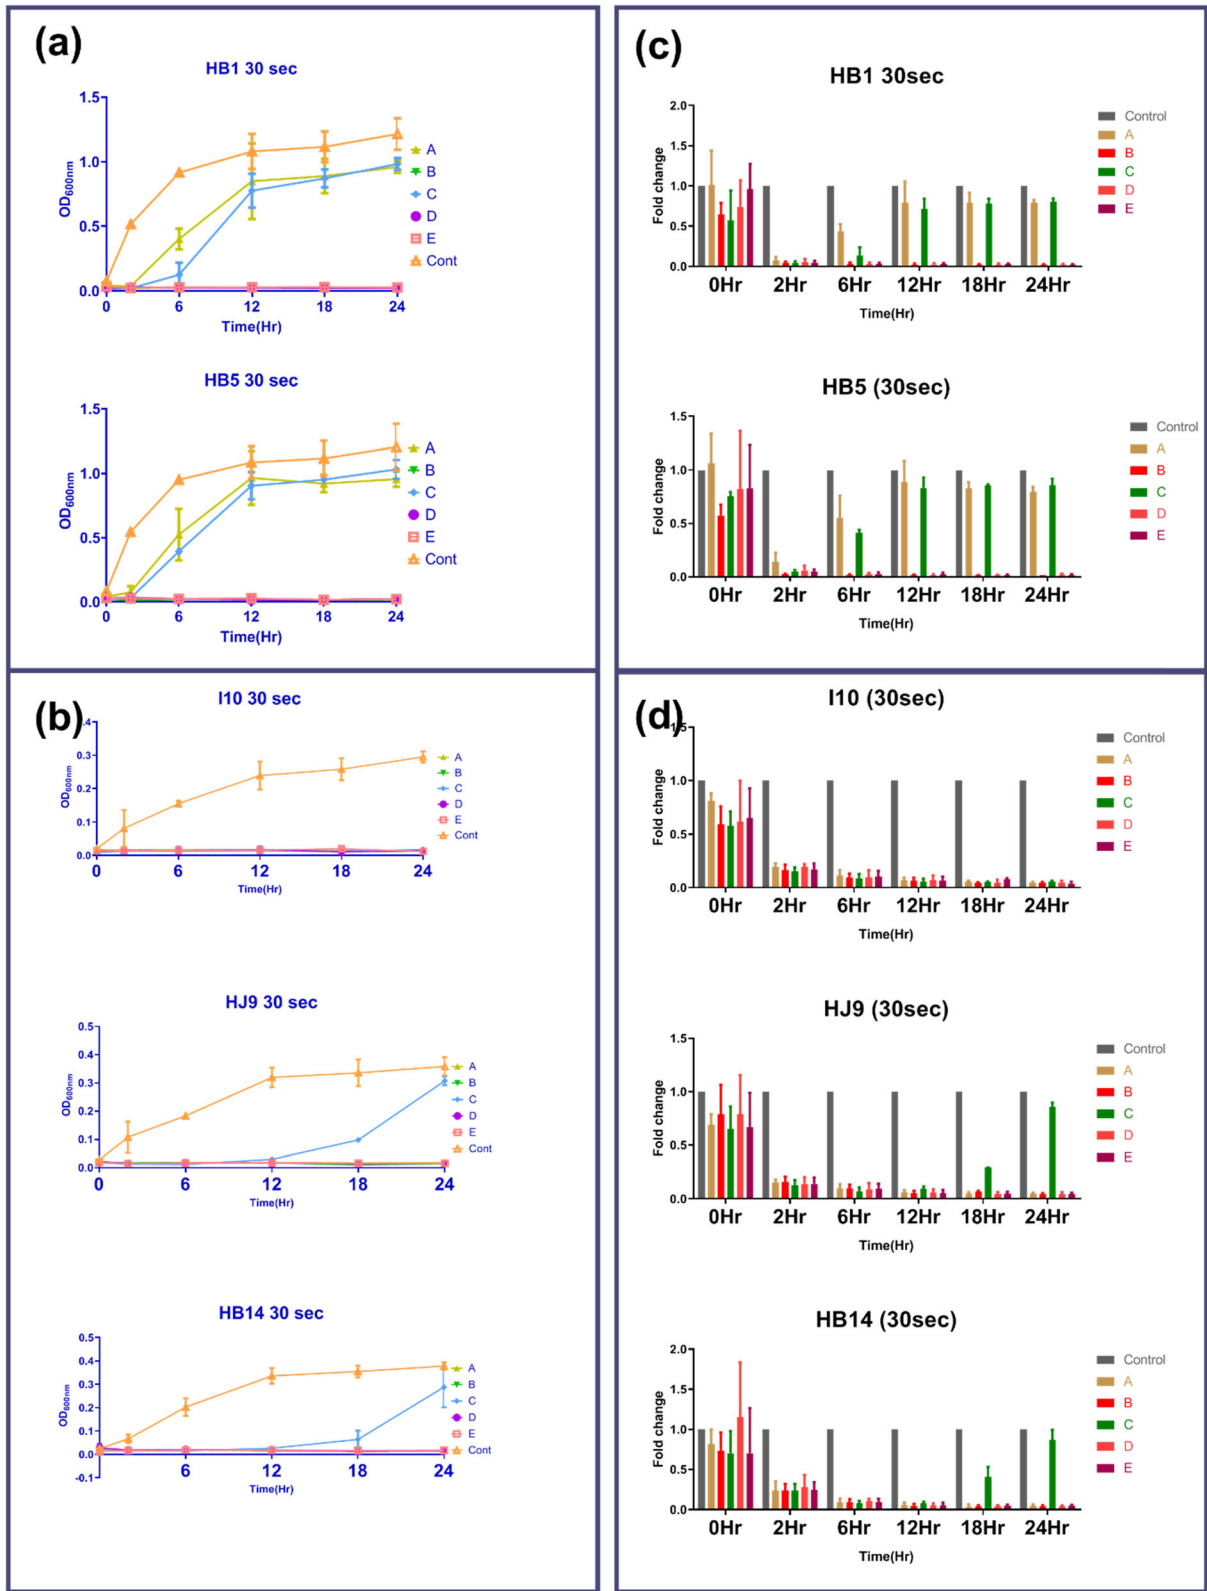 (a)
HB1 30 sec
OD600nm
1.5
1.0
0.5
0.0
0 6 12 18 24
Time(Hr)
A
B
C
D
E
Cont
HB5 30 sec
OD600nm
1.5
1.0
0.5
0.0
0 6 12 18 24
Time(Hr)
A
B
C
D
E
Cont
(b)
I10 30 sec
OD600nm
0.3
0.2
0.1
0.0
0 6 12 18 24
Time(Hr)
A
B
C
D
E
Cont
HJ9 30 sec
OD600nm
0.5
0.4
0.3
0.2
0.1
0.0
0 6 12 18 24
Time(Hr)
A
B
C
D
E
Cont
HB14 30 sec
OD600nm
0.5
0.4
0.3
0.2
0.1
0.0
-0.1
6 12 18 24
Time(Hr)
A
B
C
D
E
Cont
(c)
HB1 30sec
Fold change
2.0
1.5
1.0
0.5
0.0
0Hr 2Hr 6Hr 12Hr 18Hr 24Hr
Time(Hr)
Control
A
B
C
D
E
HB5 (30sec)
Fold change
1.5
1.0
0.5
0.0
0Hr 2Hr 6Hr 12Hr 18Hr 24Hr
Time(Hr)
Control
A
B
C
D
E
(d)
I10 (30sec)
Fold change
1.0
0.5
0.0
0Hr 2Hr 6Hr 12Hr 18Hr 24Hr
Time(Hr)
Control
A
B
C
D
E
HJ9 (30sec)
Fold change
1.5
1.0
0.5
0.0
0Hr 2Hr 6Hr 12Hr 18Hr 24Hr
Time(Hr)
Control
A
B
C
D
E
HB14 (30sec)
Fold change
2.0
1.5
1.0
0.5
0.0
0Hr 2Hr 6Hr 12Hr 18Hr 24Hr
Time(Hr)
Control
A
B
C
D
E